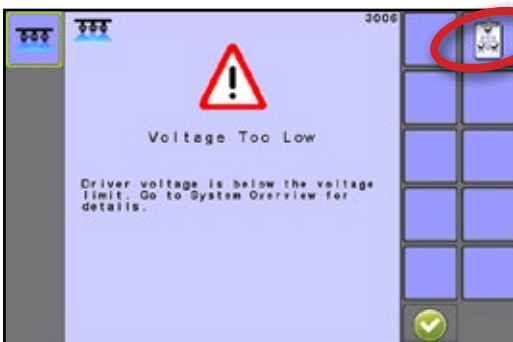 3006
Voltage Too Low
Driver voltage is below the voltage
limit. Go to System Overview for
details.